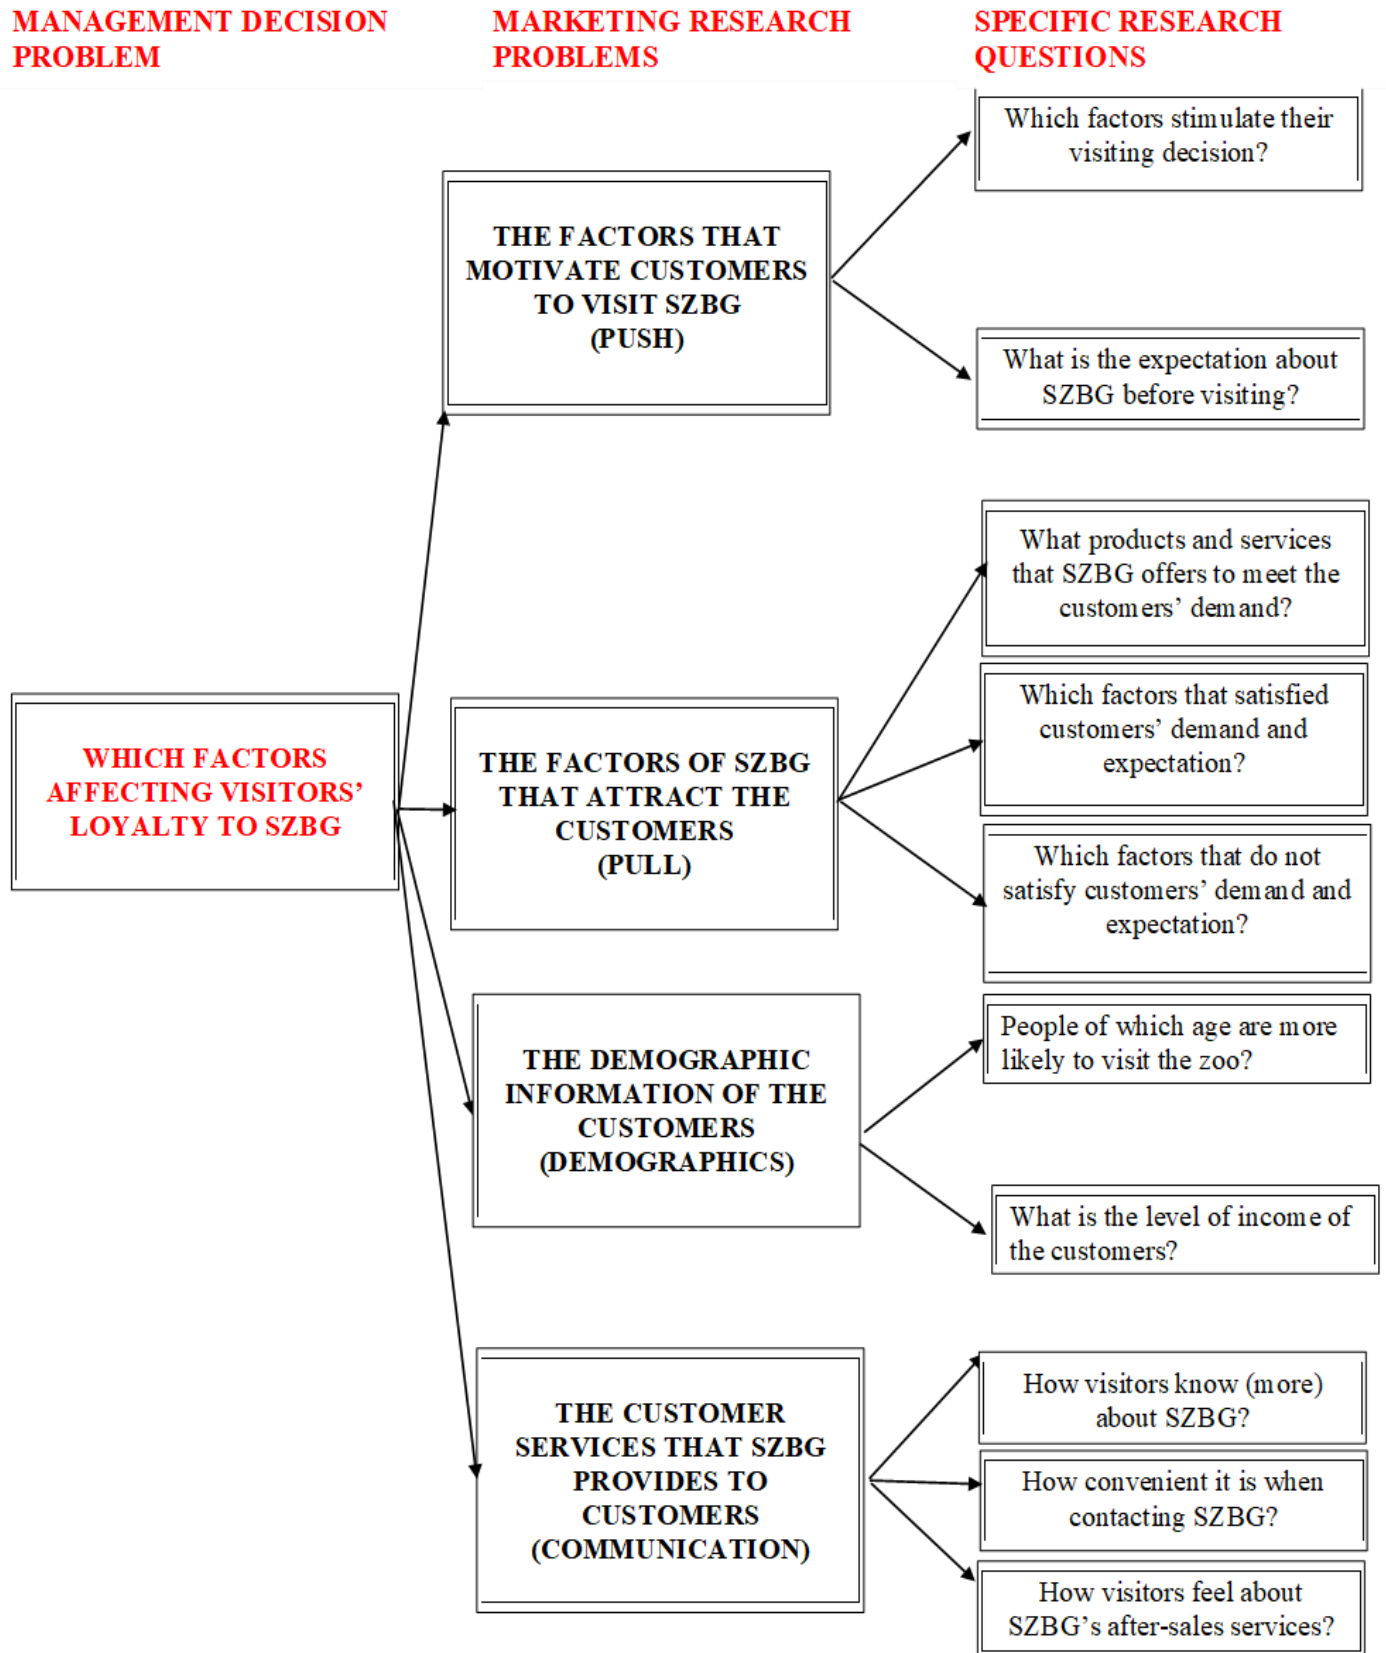 MANAGEMENT DECISION
PROBLEM
MARKETING RESEARCH
PROBLEMS
SPECIFIC RESEARCH
QUESTIONS
WHICH FACTORS
AFFECTING VISITORS’
LOYALTY TO SZBG
THE FACTORS THAT
MOTIVATE CUSTOMERS
TO VISIT SZBG
(PUSH)
Which factors stimulate their
visiting decision?
What is the expectation about
SZBG before visiting?
THE FACTORS OF SZBG
THAT ATTRACT THE
CUSTOMERS
(PULL)
What products and services
that SZBG offers to meet the
customers’ demand?
Which factors that satisfied
customers’ demand and
expectation?
Which factors that do not
satisfy customers’ demand and
expectation?
THE DEMOGRAPHIC
INFORMATION OF THE
CUSTOMERS
(DEMOGRAPHICS)
People of which age are more
likely to visit the zoo?
What is the level of income of
the customers?
THE CUSTOMER
SERVICES THAT SZBG
PROVIDES TO
CUSTOMERS
(COMMUNICATION)
How visitors know (more)
about SZBG?
How convenient it is when
contacting SZBG?
How visitors feel about
SZBG’s after-sales services?